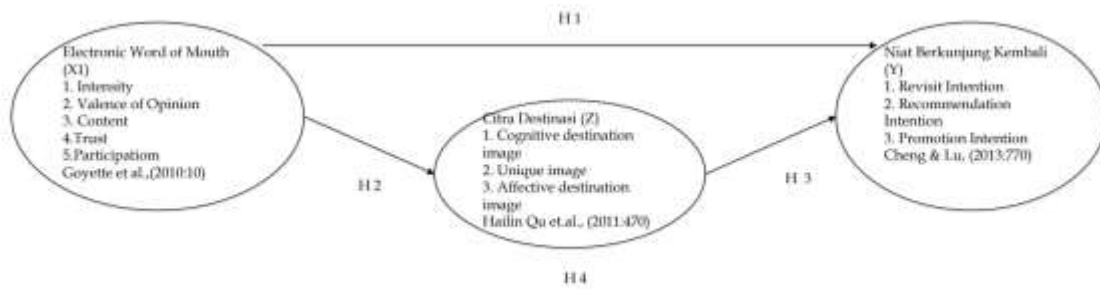 H 1
Electronic Word of Mouth
(X1)
1. Intensity
2. Valence of Opinion
3. Content
4.Trust
5.Participatiom
Goyette et al.,(2010:10)
Niat Berkunjung Kembali
(Y)
1. Revisit Intention
2. Recommendation
Intention
3. Promotion Intention
Cheng & Lu, (2013:770)
Citra Destinasi (Z)
1. Cognitive destination
image
2. Unique image
3. Affective destination
image
Hailin Qu et.al., (2011:470)
H 2
H 3
H 4